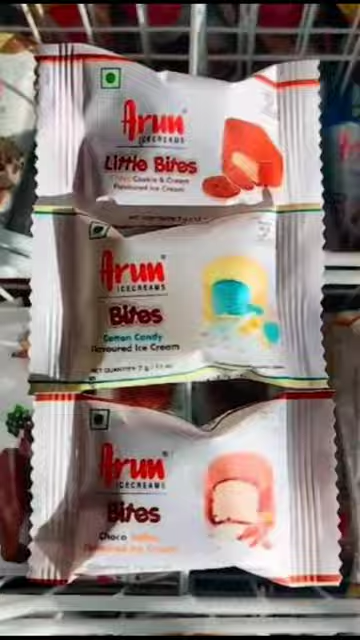 Arun
ICECREAMS
Little Bites
Cookie & Cream
Flavoured Ice Cream
Arun
ICECREAMS
Bites
Cotton Candy
Flavoured Ice Cream
NET QUANTITY 7 g
Arun
ICECREAMS
Bites
Choco
Flavoured Ice Cream